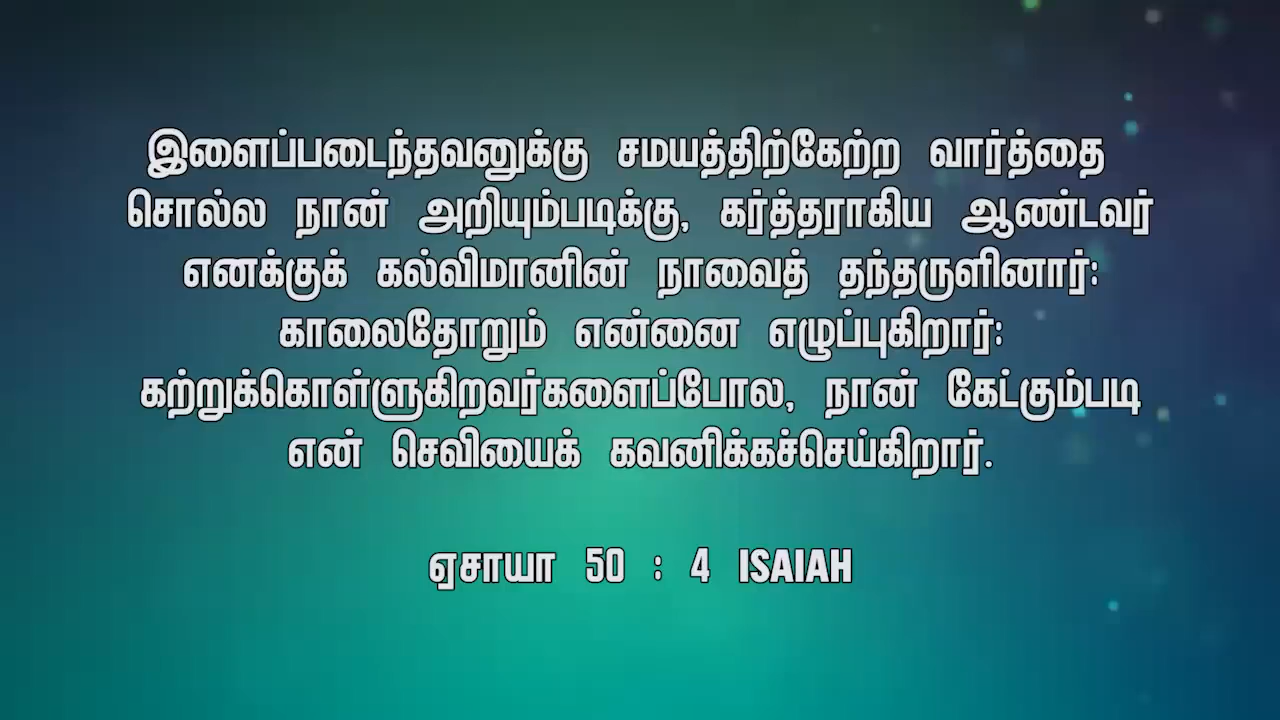 இளைப்படைந்தவனுக்கு சமயத்திற்கேற்ற வார்த்தை
சொல்ல நான் அறியும்படிக்கு, கர்த்தராகிய ஆண்டவர்
எனக்குக் கல்விமானின் நாவைத் தந்தருளினார்:
காலைதோறும் என்னை எழுப்புகிறார்:
கற்றுக்கொள்ளுகிறவர்களைப்போல, நான் கேட்கும்படி
என் செவியைக் கவனிக்கச்செய்கிறார்.
ஏசாயா 50 : 4 ISAIAH